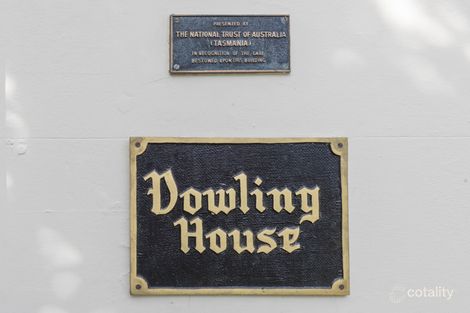 PRESENTED BY
THE NATIONAL TRUST OF AUSTRALIA
(TASMANIA)
IN RECOGNITION OF THE CARE
BESTOWED UPON THIS BUILDING
Dowling
House
cotality